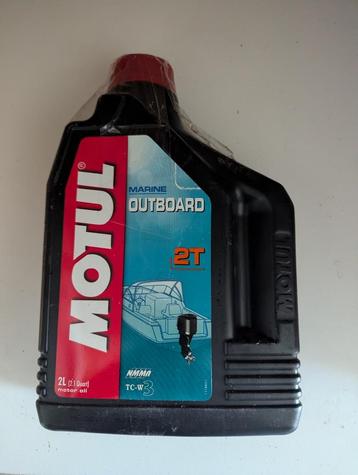 MOTUL®
MARINE
OUTBOARD
2T
2L (2.1 Quart)
motor oil
NMMA
TC-W3
MOTUL